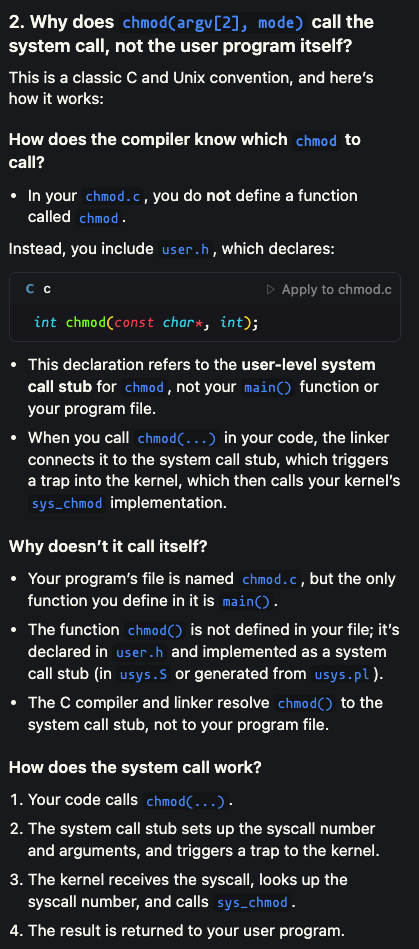 2. Why does chmod(argv[2], mode) call the
system call, not the user program itself?
This is a classic C and Unix convention, and here's
how it works:
How does the compiler know which chmod to
call?
• In your chmod.c, you do not define a function
called chmod.
Instead, you include user.h, which declares:
C c ▷ Apply to chmod.c
int chmod(const char*, int);
• This declaration refers to the user-level system
call stub for chmod, not your main() function or
your program file.
• When you call chmod(...) in your code, the linker
connects it to the system call stub, which triggers
a trap into the kernel, which then calls your kernel's
sys_chmod implementation.
Why doesn't it call itself?
• Your program's file is named chmod.c, but the only
function you define in it is main().
• The function chmod() is not defined in your file; it's
declared in user.h and implemented as a system
call stub (in usys.S or generated from usys.pl).
• The C compiler and linker resolve chmod() to the
system call stub, not to your program file.
How does the system call work?
1. Your code calls chmod(...).
2. The system call stub sets up the syscall number
and arguments, and triggers a trap to the kernel.
3. The kernel receives the syscall, looks up the
syscall number, and calls sys_chmod.
4. The result is returned to your user program.